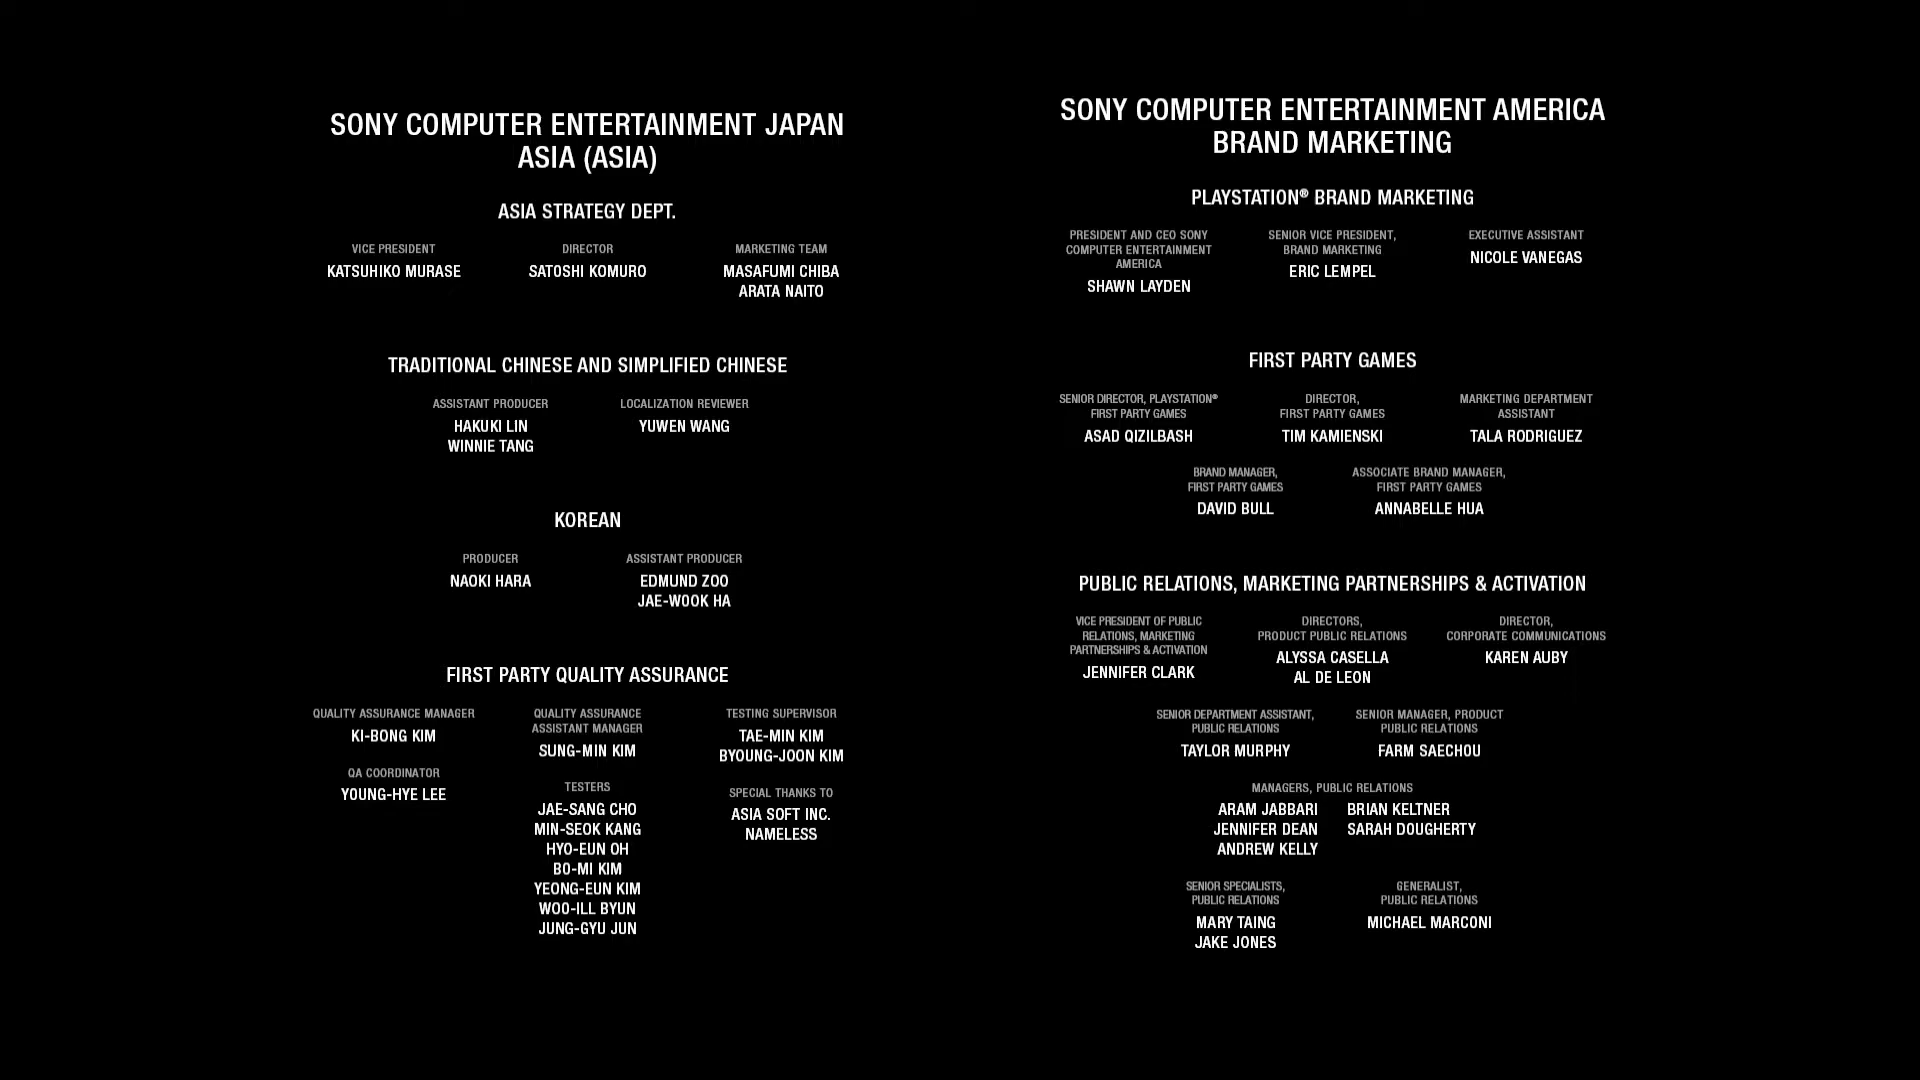 SONY COMPUTER ENTERTAINMENT JAPAN
ASIA (ASIA)
ASIA STRATEGY DEPT.
VICE PRESIDENT
KATSUHIKO MURASE
DIRECTOR
SATOSHI KOMURO
MARKETING TEAM
MASAFUMI CHIBA
ARATA NAITO
TRADITIONAL CHINESE AND SIMPLIFIED CHINESE
ASSISTANT PRODUCER
HAKUKI LIN
WINNIE TANG
LOCALIZATION REVIEWER
YUWEN WANG
KOREAN
PRODUCER
NAOKI HARA
ASSISTANT PRODUCER
EDMUND ZOO
JAE-WOOK HA
FIRST PARTY QUALITY ASSURANCE
QUALITY ASSURANCE MANAGER
KI-BONG KIM
QA COORDINATOR
YOUNG-HYE LEE
QUALITY ASSURANCE
ASSISTANT MANAGER
SUNG-MIN KIM
TESTERS
JAE-SANG CHO
MIN-SEOK KANG
HYO-EUN OH
BO-MI KIM
YEONG-EUN KIM
WOO-ILL BYUN
JUNG-GYU JUN
TESTING SUPERVISOR
TAE-MIN KIM
BYOUNG-JOON KIM
SPECIAL THANKS TO
ASIA SOFT INC.
NAMELESS
SONY COMPUTER ENTERTAINMENT AMERICA
BRAND MARKETING
PLAYSTATION® BRAND MARKETING
PRESIDENT AND CEO SONY
COMPUTER ENTERTAINMENT
AMERICA
SHAWN LAYDEN
SENIOR VICE PRESIDENT,
BRAND MARKETING
ERIC LEMPEL
EXECUTIVE ASSISTANT
NICOLE VANEGAS
FIRST PARTY GAMES
SENIOR DIRECTOR, PLAYSTATION®
FIRST PARTY GAMES
ASAD QIZILBASH
DIRECTOR,
FIRST PARTY GAMES
TIM KAMIENSKI
MARKETING DEPARTMENT
ASSISTANT
TALA RODRIGUEZ
BRAND MANAGER,
FIRST PARTY GAMES
DAVID BULL
ASSOCIATE BRAND MANAGER,
FIRST PARTY GAMES
ANNABELLE HUA
PUBLIC RELATIONS, MARKETING PARTNERSHIPS & ACTIVATION
VICE PRESIDENT OF PUBLIC
RELATIONS, MARKETING
PARTNERSHIPS & ACTIVATION
JENNIFER CLARK
DIRECTORS,
PRODUCT PUBLIC RELATIONS
ALYSSA CASELLA
AL DE LEON
DIRECTOR,
CORPORATE COMMUNICATIONS
KAREN AUBY
SENIOR DEPARTMENT ASSISTANT,
PUBLIC RELATIONS
TAYLOR MURPHY
SENIOR MANAGER, PRODUCT
PUBLIC RELATIONS
FARM SAECHOU
MANAGERS, PUBLIC RELATIONS
ARAM JABBARI
JENNIFER DEAN
ANDREW KELLY
BRIAN KELTNER
SARAH DOUGHERTY
SENIOR SPECIALISTS,
PUBLIC RELATIONS
MARY TAING
JAKE JONES
GENERALIST,
PUBLIC RELATIONS
MICHAEL MARCONI